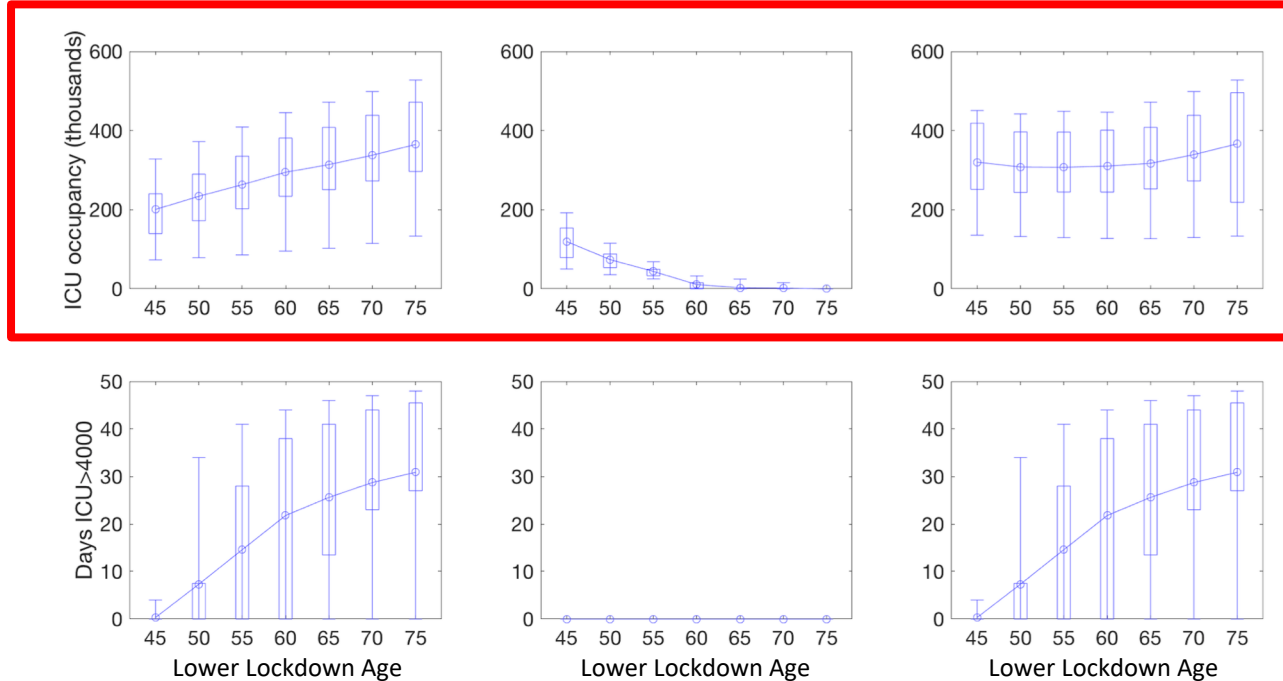 ICU occupancy (thousands)
600 600 600
400 400 400
200 200 200
0 0 0
45 50 55 60 65 70 75 45 50 55 60 65 70 75 45 50 55 60 65 70 75
Days ICU>4000
50 50 50
40 40 40
30 30 30
20 20 20
10 10 10
0 0 0
45 50 55 60 65 70 75 45 50 55 60 65 70 75 45 50 55 60 65 70 75
Lower Lockdown Age Lower Lockdown Age Lower Lockdown Age